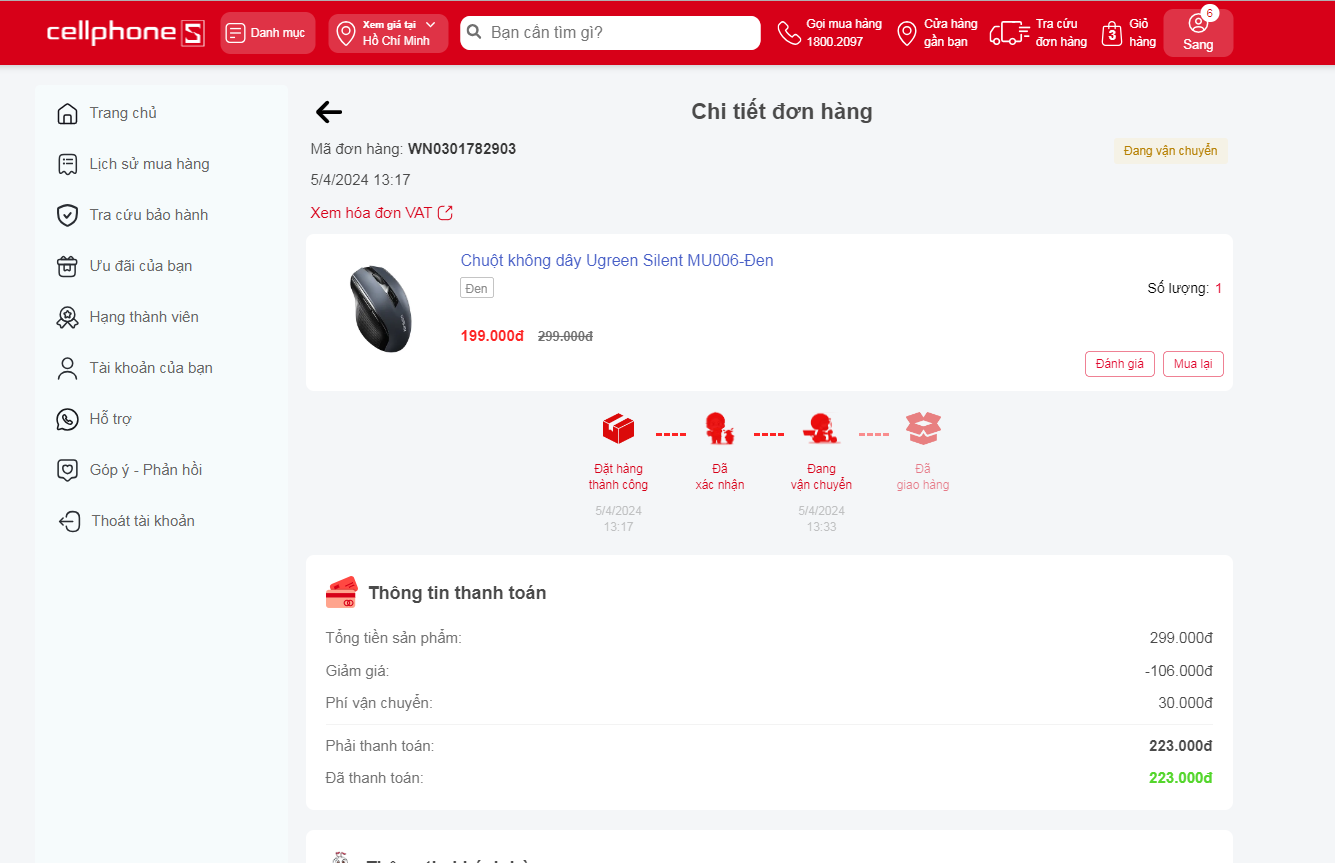 cellphoneS
Danh mục
Xem giá tại
Hồ Chí Minh
Bạn cần tìm gì?
Gọi mua hàng
1800.2097
Cửa hàng
gần bạn
Tra cứu
đơn hàng
3
Giỏ
hàng
6
Sang
Trang chủ
Lịch sử mua hàng
Tra cứu bảo hành
Ưu đãi của bạn
Hạng thành viên
Tài khoản của bạn
Hỗ trợ
Góp ý - Phản hồi
Thoát tài khoản
Chi tiết đơn hàng
Mã đơn hàng: WN0301782903
Đang vận chuyển
5/4/2024 13:17
Xem hóa đơn VAT
Chuột không dây Ugreen Silent MU006-Đen
Đen
Số lượng: 1
199.000đ 299.000đ
Đánh giá
Mua lại
Đặt hàng
thành công
5/4/2024
13:17
Đã
xác nhận
Đang
vận chuyển
5/4/2024
13:33
Đã
giao hàng
Thông tin thanh toán
Tổng tiền sản phẩm: 299.000đ
Giảm giá: -106.000đ
Phí vận chuyển: 30.000đ
Phải thanh toán: 223.000đ
Đã thanh toán: 223.000đ